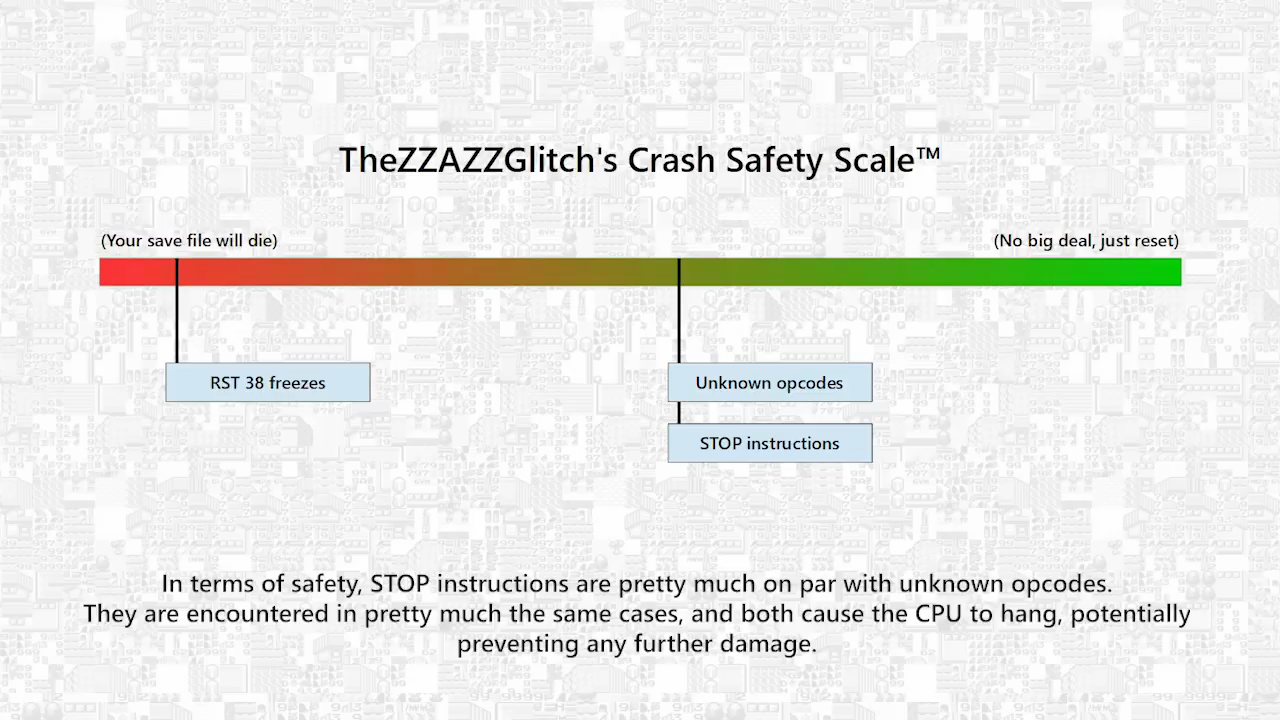 TheZZAZZGlitch's Crash Safety Scale™
(Your save file will die)
(No big deal, just reset)
RST 38 freezes
Unknown opcodes
STOP instructions
In terms of safety, STOP instructions are pretty much on par with unknown opcodes.
They are encountered in pretty much the same cases, and both cause the CPU to hang, potentially
preventing any further damage.